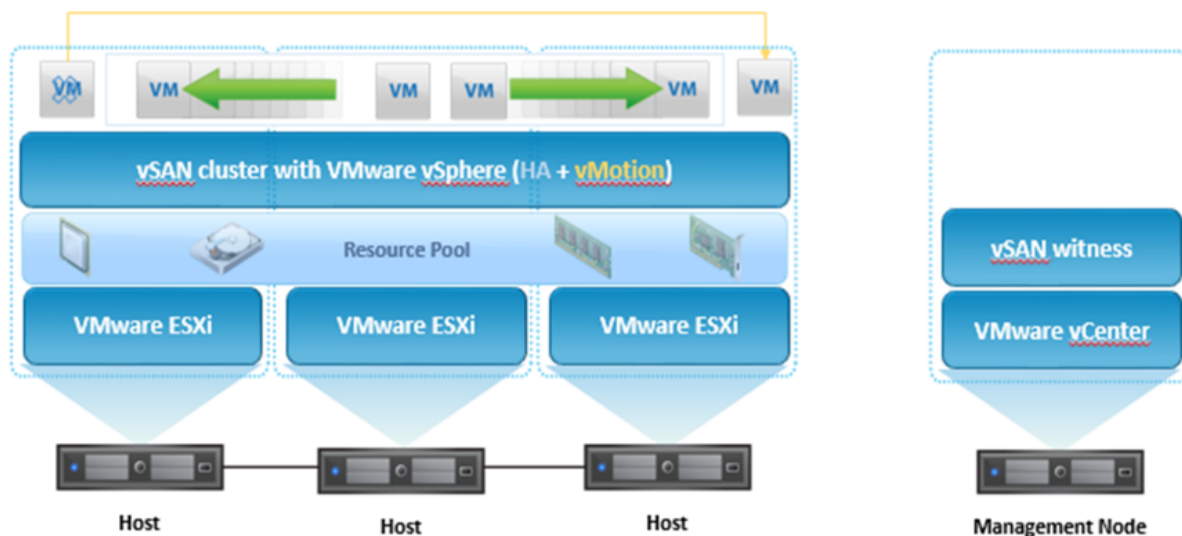 VM
VM
VM
VM
VM
VM
vSAN cluster with VMware vSphere (HA + vMotion)
Resource Pool
VMware ESXi
VMware ESXi
VMware ESXi
Host
Host
Host
vSAN witness
VMware vCenter
Management Node